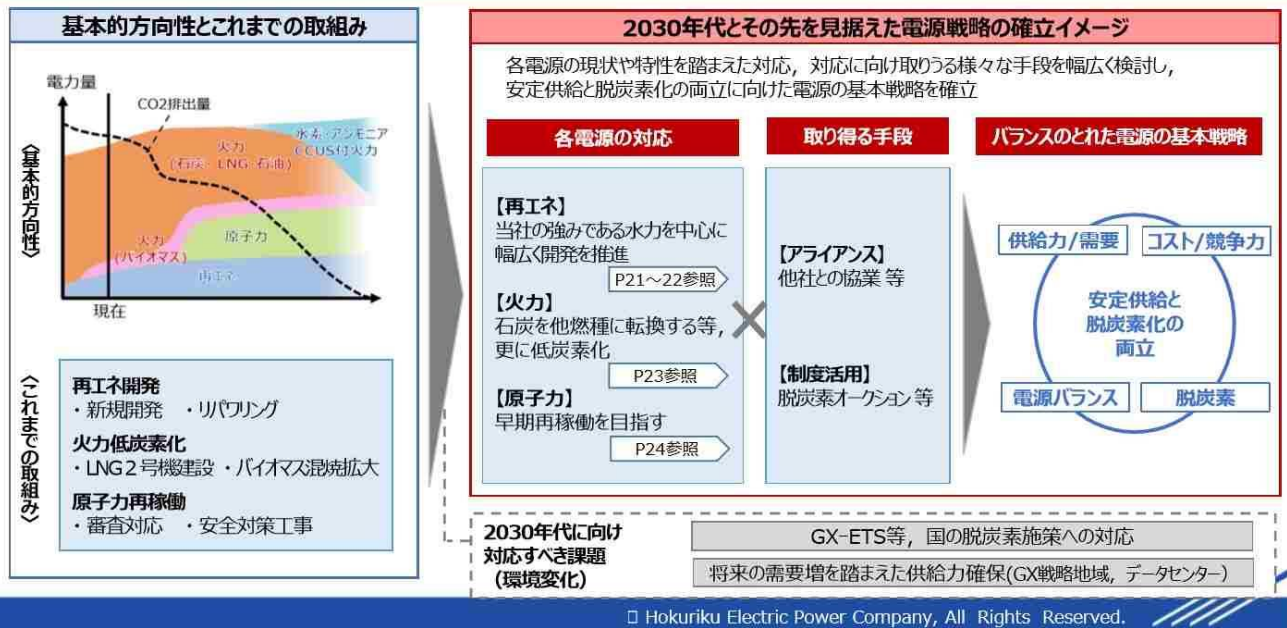 基本的方向性とこれまでの取組み
〈基本的方向性〉
電力量
CO2排出量
火力
(石炭・LNG・石油)
水素・アンモニア
CCUS付火力
火力
(バイオマス)
原子力
再エネ
現在
〈これまでの取組み〉
再エネ開発
・新規開発 ・リパワリング
火力低炭素化
・LNG2号機建設 ・バイオマス混焼拡大
原子力再稼働
・審査対応 ・安全対策工事
2030年代とその先を見据えた電源戦略の確立イメージ
各電源の現状や特性を踏まえた対応，対応に向け取りうる様々な手段を幅広く検討し，
安定供給と脱炭素化の両立に向けた電源の基本戦略を確立
各電源の対応
【再エネ】
当社の強みである水力を中心に
幅広く開発を推進
P21～22参照
【火力】
石炭を他燃種に転換する等，
更に低炭素化
P23参照
【原子力】
早期再稼働を目指す
P24参照
取り得る手段
【アライアンス】
他社との協業 等
【制度活用】
脱炭素オークション 等
バランスのとれた電源の基本戦略
供給力/需要
コスト/競争力
安定供給と
脱炭素化の
両立
電源バランス
脱炭素
2030年代に向け
対応すべき課題
（環境変化）
GX-ETS等，国の脱炭素施策への対応
将来の需要増を踏まえた供給力確保(GX戦略地域，データセンター)
Hokuriku Electric Power Company, All Rights Reserved.